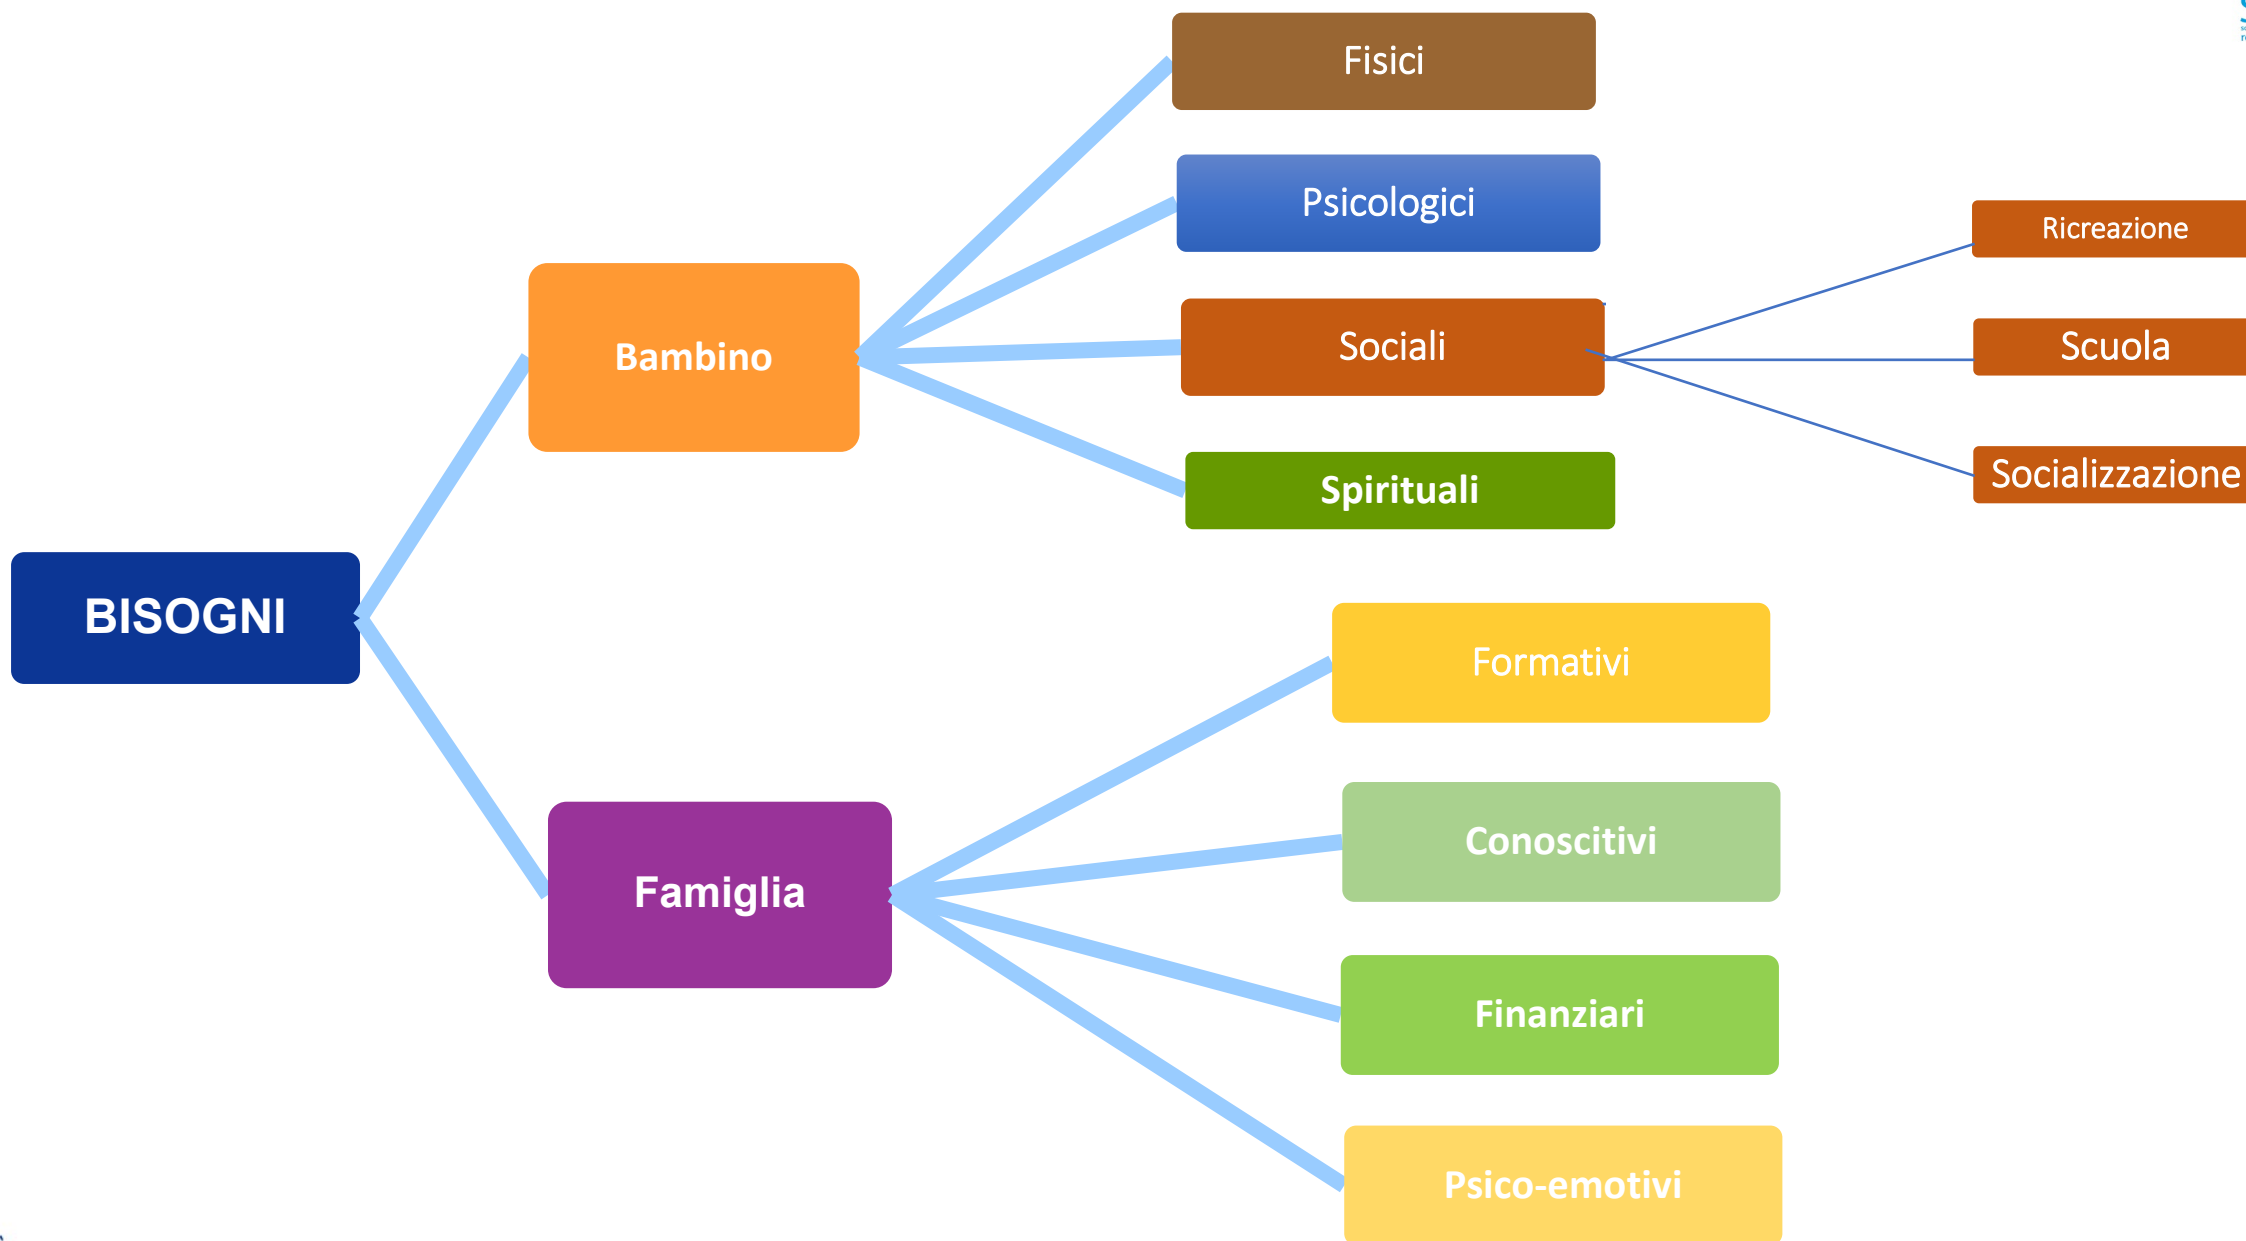 Fisici
Psicologici
Ricreazione
Bambino
Sociali
Scuola
Spirituali
Socializzazione
BISOGNI
Formativi
Conoscitivi
Famiglia
Finanziari
Psico-emotivi